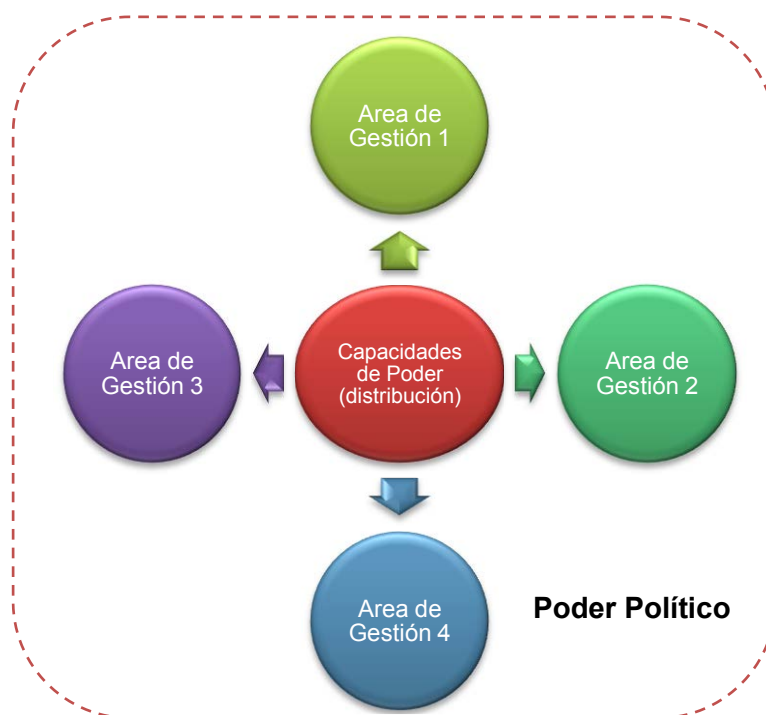 Area de
Gestión 1
Area de
Gestión 3
Capacidades
de Poder
(distribución)
Area de
Gestión 2
Area de
Gestión 4
Poder Político